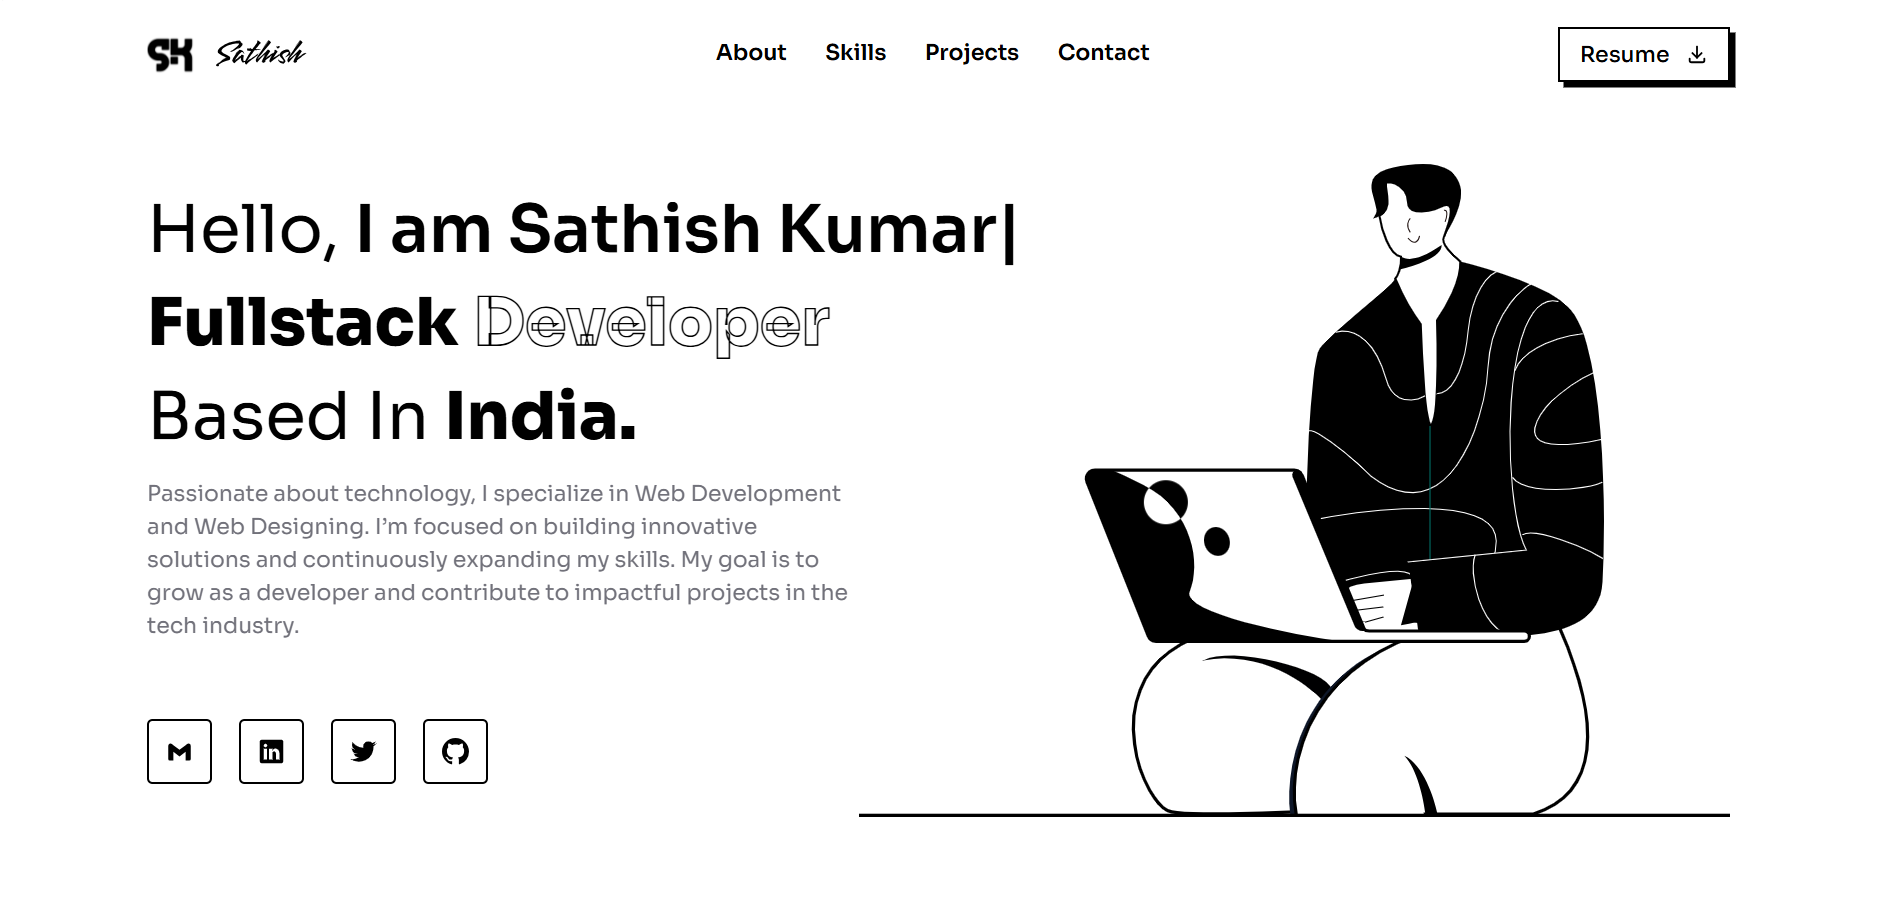 SK Sathish
About Skills Projects Contact
Resume
Hello, I am Sathish Kumar|
Fullstack Developer
Based In India.
Passionate about technology, I specialize in Web Development
and Web Designing. I’m focused on building innovative
solutions and continuously expanding my skills. My goal is to
grow as a developer and contribute to impactful projects in the
tech industry.